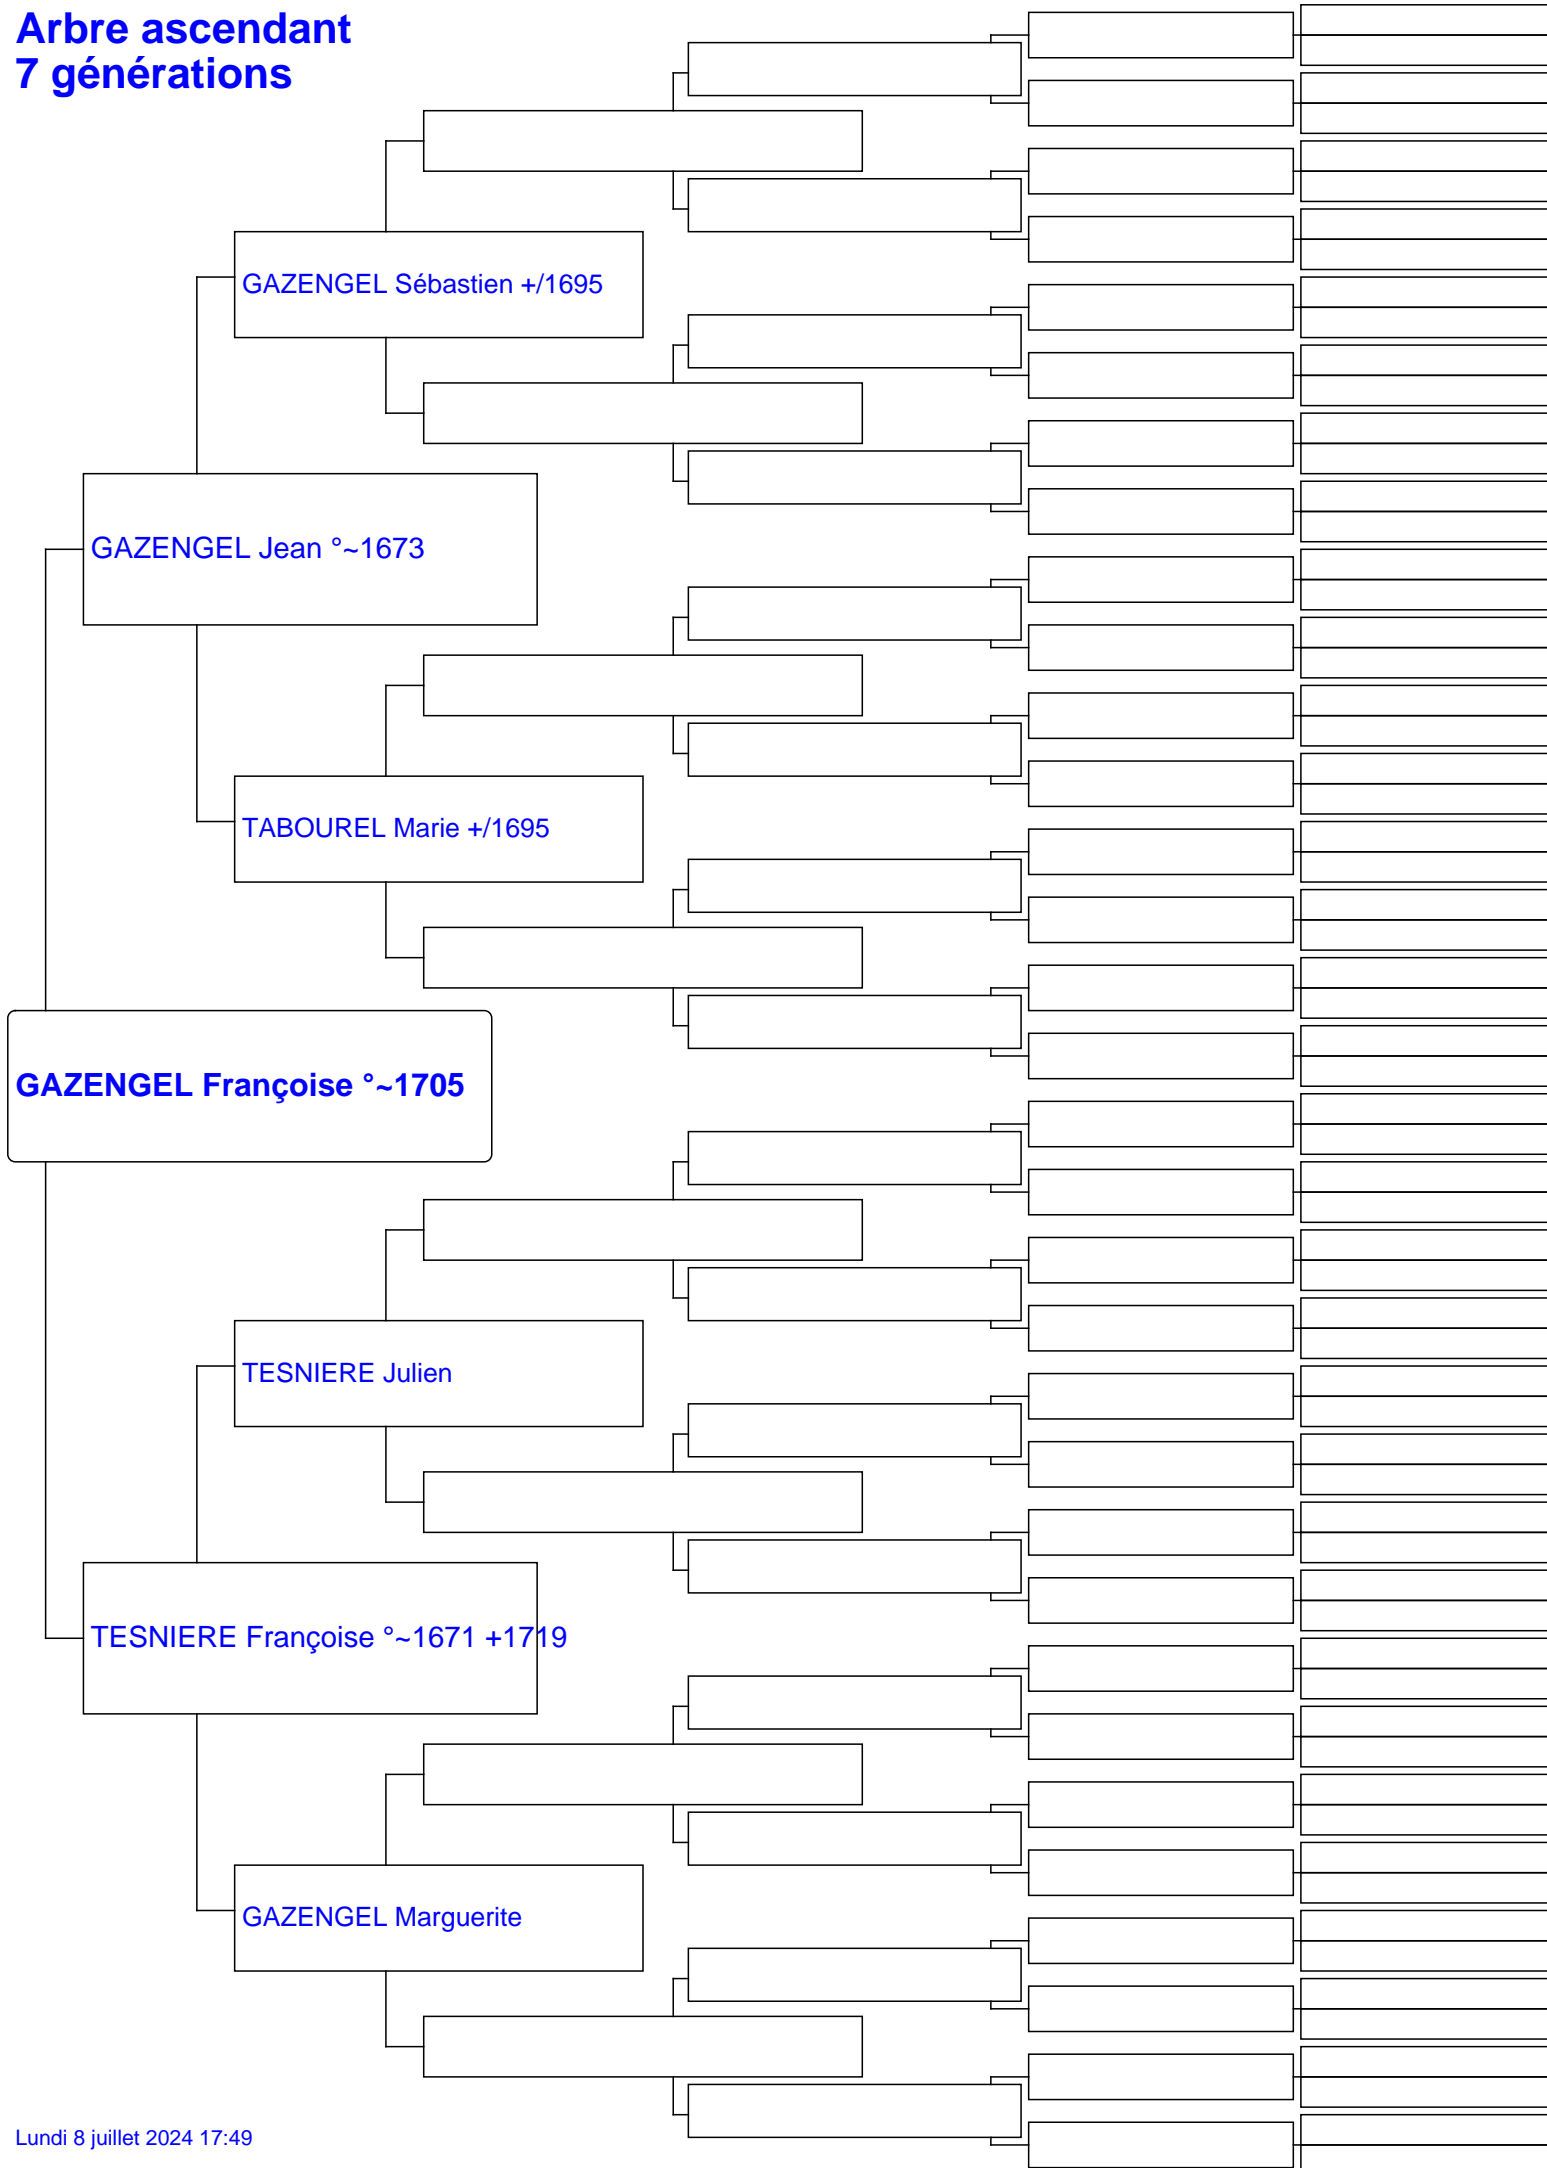 Arbre ascendant
7 générations
GAZENGEL Sébastien +/1695
GAZENGEL Jean °~1673
TABOUREL Marie +/1695
GAZENGEL Françoise °~1705
TESNIERE Julien
TESNIERE Françoise °~1671 +1719
GAZENGEL Marguerite
Lundi 8 juillet 2024 17:49